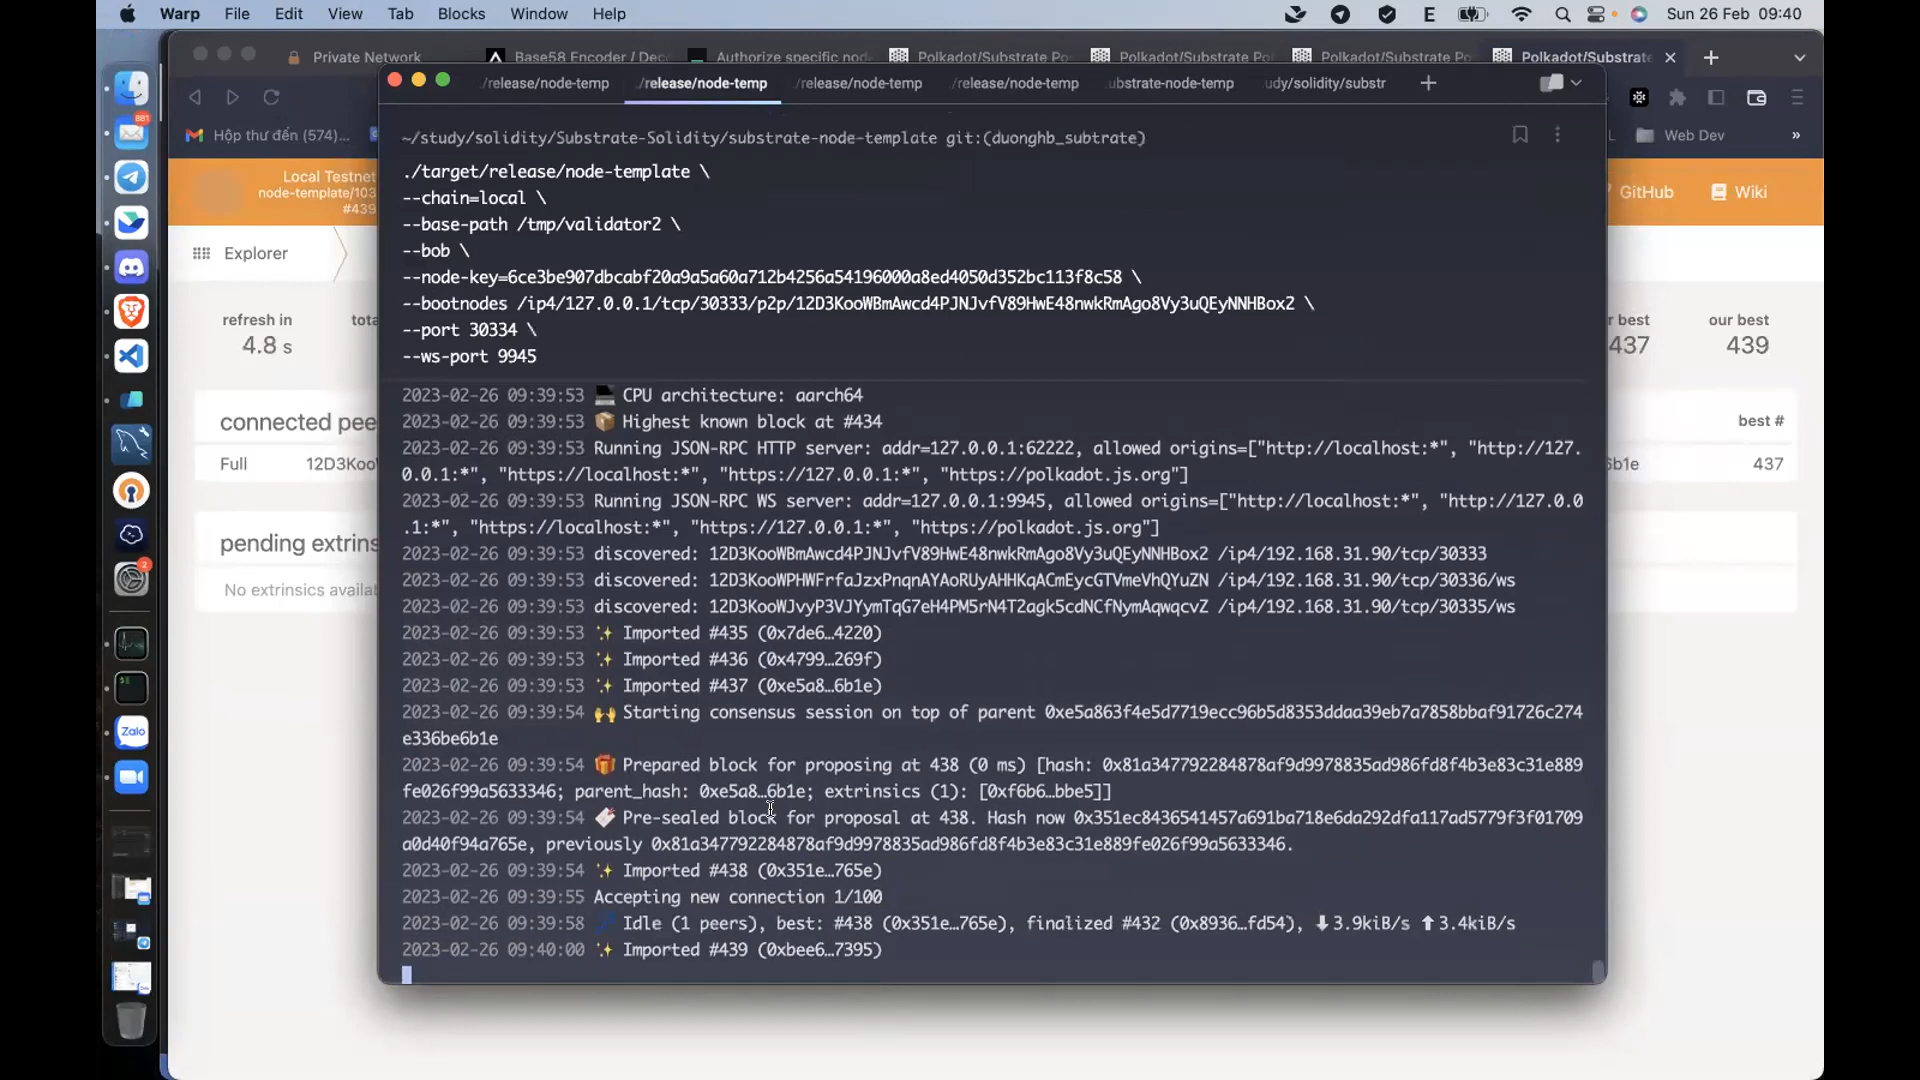 Warp File Edit View Tab Blocks Window Help E Sun 26 Feb 09:40
Private Network Base58 Encoder / Dec Authorize specific nod Polkadot/Substrate Po Polkadot/Substrate Po Polkadot/Substrate Po Polkadot/Substrate
/release/node-temp ./release/node-temp /release/node-temp /release/node-temp ubstrate-node-temp udy/solidity/substr
Hộp thư đến (574)... Web Dev »
~/study/solidity/Substrate-Solidity/substrate-node-template git:(duonghb_subtrate)
./target/release/node-template \
--chain=local \
--base-path /tmp/validator2 \
--bob \
--node-key=6ce3be907dbcabf20a9a5a60a712b4256a54196000a8ed4050d352bc113f8c58 \
--bootnodes /ip4/127.0.0.1/tcp/30333/p2p/12D3KooWBmAwcd4PJNJvfV89HwE48nwkRmAgo8Vy3uQEyNNHBox2 \
--port 30334 \
--ws-port 9945
2023-02-26 09:39:53 💻 CPU architecture: aarch64
2023-02-26 09:39:53 📦 Highest known block at #434
2023-02-26 09:39:53 Running JSON-RPC HTTP server: addr=127.0.0.1:62222, allowed origins=["http://localhost:*", "http://127.
0.0.1:*", "https://localhost:*", "https://127.0.0.1:*", "https://polkadot.js.org"]
2023-02-26 09:39:53 Running JSON-RPC WS server: addr=127.0.0.1:9945, allowed origins=["http://localhost:*", "http://127.0.0
.1:*", "https://localhost:*", "https://127.0.0.1:*", "https://polkadot.js.org"]
2023-02-26 09:39:53 discovered: 12D3KooWBmAwcd4PJNJvfV89HwE48nwkRmAgo8Vy3uQEyNNHBox2 /ip4/192.168.31.90/tcp/30333
2023-02-26 09:39:53 discovered: 12D3KooWPHWFrfaJzxPnqnAYAoRUyAHHKqACmEycGTVmeVhQYuZN /ip4/192.168.31.90/tcp/30336/ws
2023-02-26 09:39:53 discovered: 12D3KooWJvyP3VJYymTqG7eH4PM5rN4T2agk5cdNCfNymAqwqcvZ /ip4/192.168.31.90/tcp/30335/ws
2023-02-26 09:39:53 ✨ Imported #435 (0x7de6…4220)
2023-02-26 09:39:53 ✨ Imported #436 (0x4799…269f)
2023-02-26 09:39:53 ✨ Imported #437 (0xe5a8…6b1e)
2023-02-26 09:39:54 🙌 Starting consensus session on top of parent 0xe5a863f4e5d7719ecc96b5d8353ddaa39eb7a7858bbaf91726c274
e336be6b1e
2023-02-26 09:39:54 🎁 Prepared block for proposing at 438 (0 ms) [hash: 0x81a347792284878af9d9978835ad986fd8f4b3e83c31e889
fe026f99a5633346; parent_hash: 0xe5a8…6b1e; extrinsics (1): [0xf6b6…bbe5]]
2023-02-26 09:39:54 🔖 Pre-sealed block for proposal at 438. Hash now 0x351ec8436541457a691ba718e6da292dfa117ad5779f3f01709
a0d40f94a765e, previously 0x81a347792284878af9d9978835ad986fd8f4b3e83c31e889fe026f99a5633346.
2023-02-26 09:39:54 ✨ Imported #438 (0x351e…765e)
2023-02-26 09:39:55 Accepting new connection 1/100
2023-02-26 09:39:58 💤 Idle (1 peers), best: #438 (0x351e…765e), finalized #432 (0x8936…fd54), ⬇ 3.9kiB/s ⬆ 3.4kiB/s
2023-02-26 09:40:00 ✨ Imported #439 (0xbee6…7395)
Local Testnet
node-template/103
#439
GitHub Wiki
Explorer
refresh in
4.8 s
tota
r best
437
our best
439
connected pee
best #
Full 12D3Koo
6b1e 437
pending extrins
No extrinsics availab
681
2
Zalo